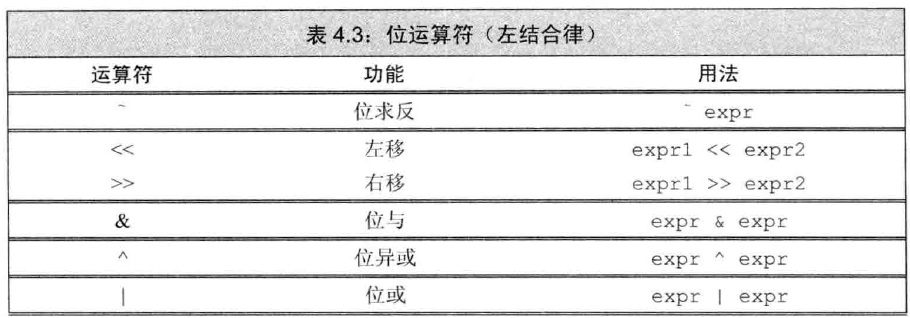 表 4.3：位运算符（左结合律）
运算符 功能 用法
~ 位求反 ~ expr
<< 左移 expr1 << expr2
>> 右移 expr1 >> expr2
& 位与 expr & expr
^ 位异或 expr ^ expr
| 位或 expr | expr